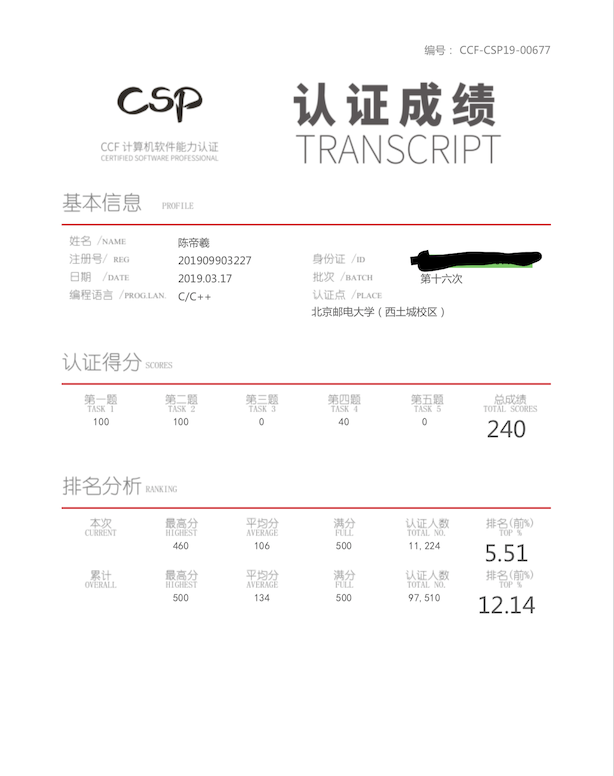 编号： CCF-CSP19-00677
CSP
认证成绩
TRANSCRIPT
CCF 计算机软件能力认证
CERTIFIED SOFTWARE PROFESSIONAL
基本信息 PROFILE
姓名 /NAME 陈帝羲
注册号/ REG 201909903227 身份证 /ID
日期 /DATE 2019.03.17 批次 /BATCH 第十六次
编程语言 /PROG.LAN. C/C++ 认证点 /PLACE
北京邮电大学（西土城校区）
认证得分 SCORES
第一题 第二题 第三题 第四题 第五题 总成绩
TASK 1 TASK 2 TASK 3 TASK 4 TASK 5 TOTAL SCORES
100 100 0 40 0 240
排名分析 RANKING
本次 最高分 平均分 满分 认证人数 排名(前%)
CURRENT HIGHEST AVERAGE FULL TOTAL NO. TOP %
460 106 500 11,224 5.51
累计 最高分 平均分 满分 认证人数 排名(前%)
OVERALL HIGHEST AVERAGE FULL TOTAL NO. TOP %
500 134 500 97,510 12.14